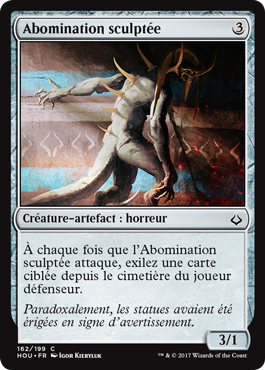 Abomination sculptée 3
Créature-artefact : horreur
À chaque fois que l'Abomination
sculptée attaque, exilez une carte
ciblée depuis le cimetière du joueur
défenseur.
Paradoxalement, les statues avaient été
érigées en signe d'avertissement.
3/1
162/199 C
HOU • FR Igor Kieryluk
™ & © 2017 Wizards of the Coast